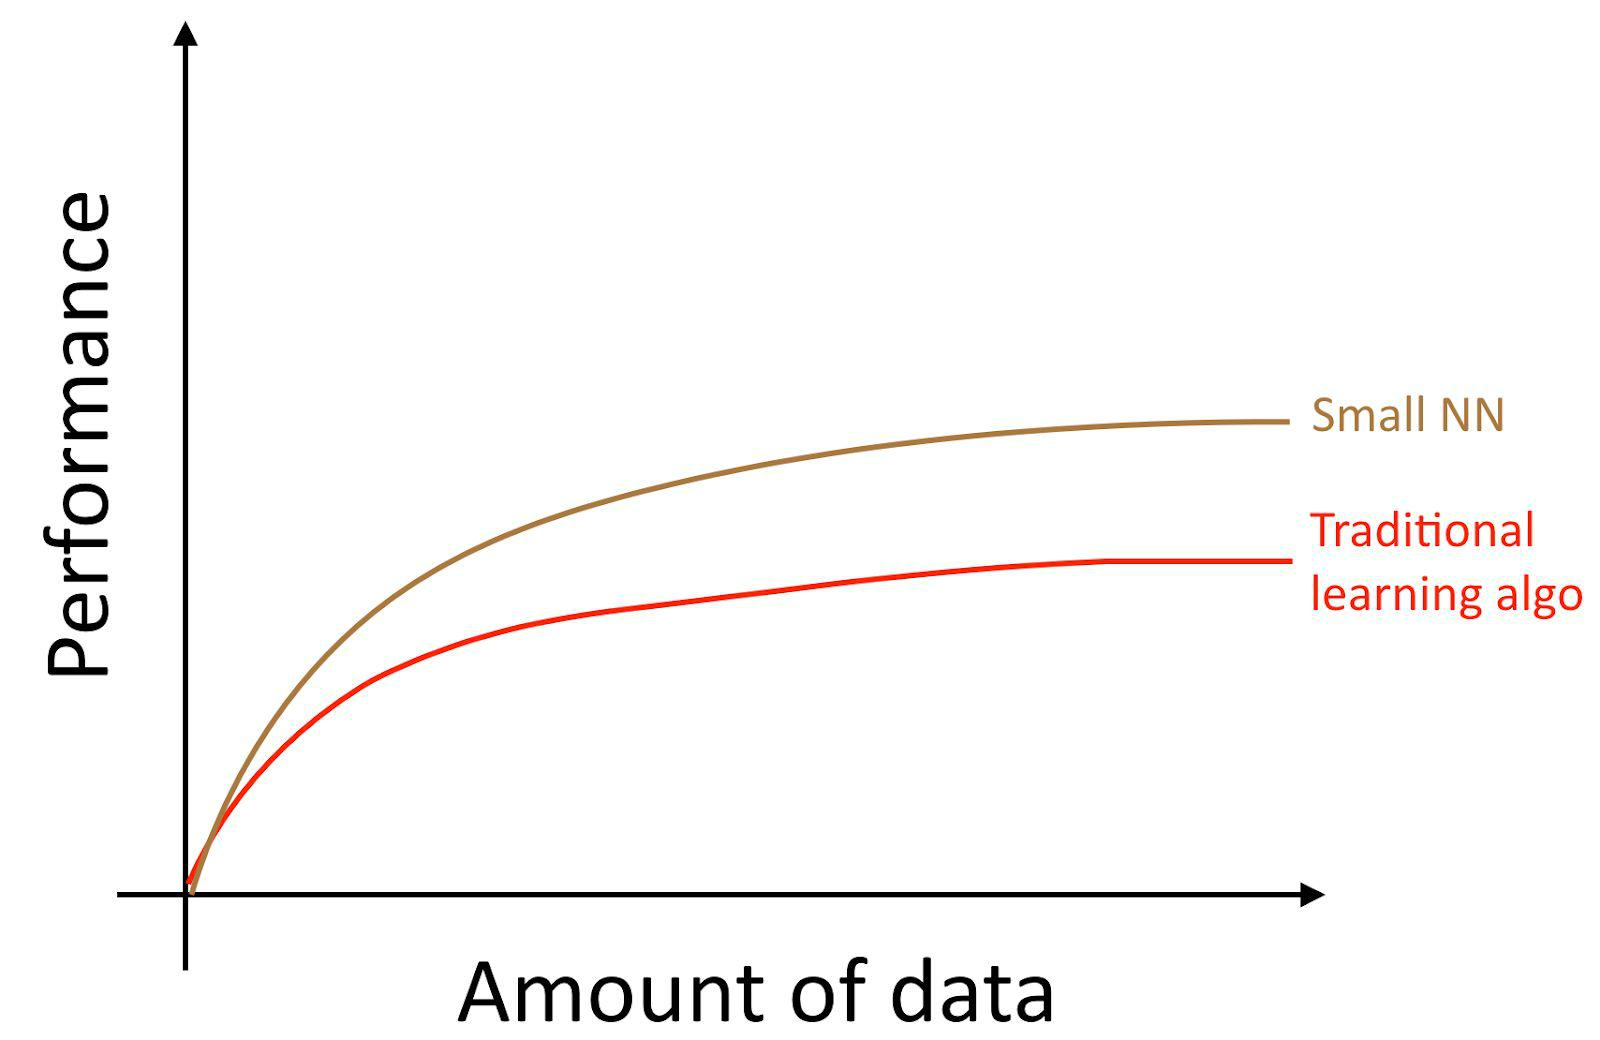 Performance
Small NN
Traditional
learning algo
Amount of data